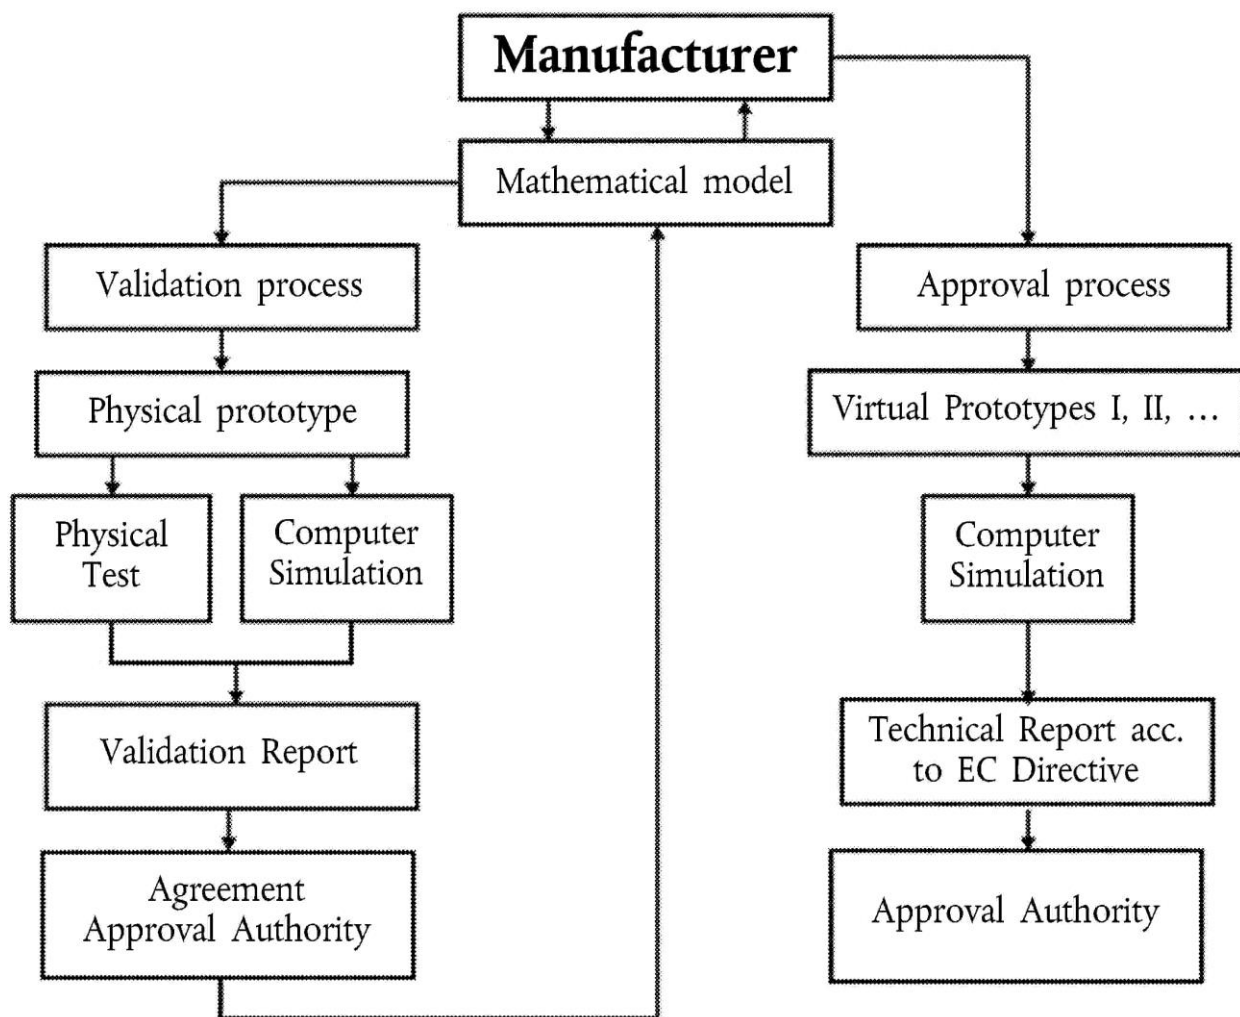 Manufacturer
Mathematical model
Validation process
Physical prototype
Physical
Test
Computer
Simulation
Validation Report
Agreement
Approval Authority
Approval process
Virtual Prototypes I, II, …
Computer
Simulation
Technical Report acc.
to EC Directive
Approval Authority